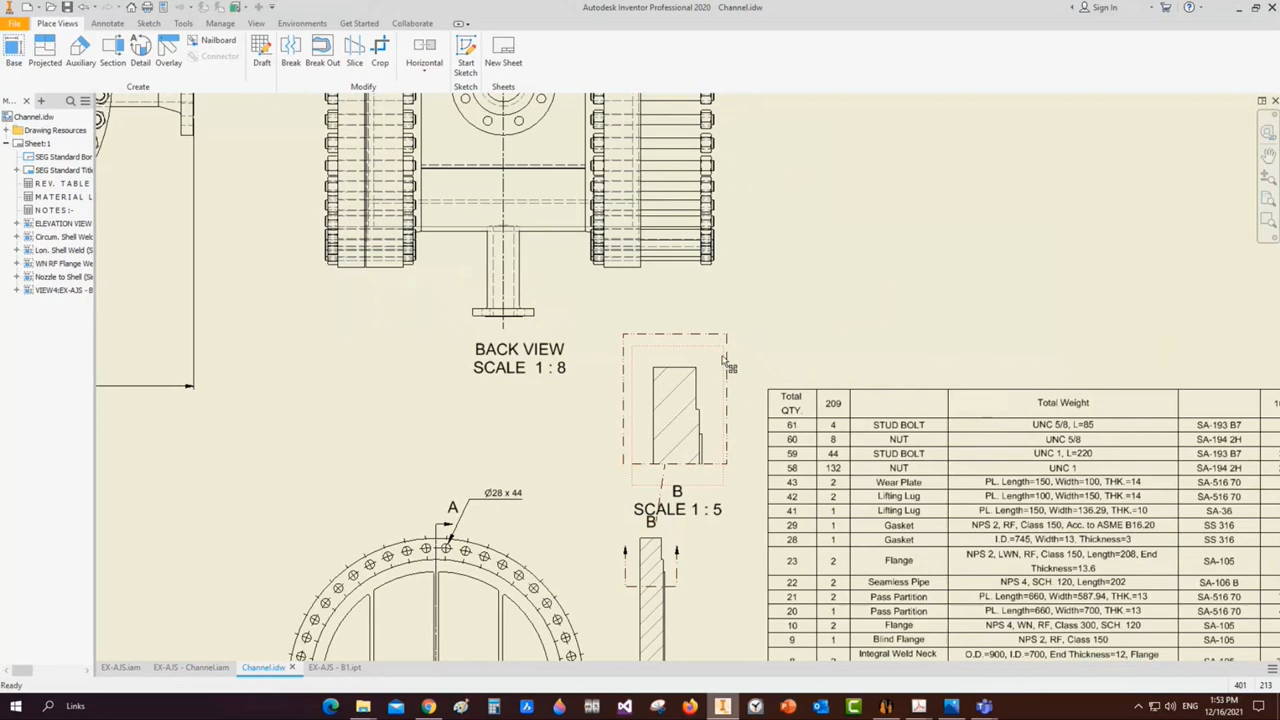 Autodesk Inventor Professional 2020 Channel.idw
Sign In
File Place Views Annotate Sketch Tools Manage View Environments Get Started Collaborate
Base Projected Auxiliary Section Detail Overlay
Nailboard
Connector
Draft Break Break Out Slice Crop Horizontal
Start Sketch
New Sheet
Create Modify Sketch Sheets
M...
Channel.idw
Drawing Resources
Sheet:1
SEG Standard Bor
SEG Standard Titl
REV. TABLE
MATERIAL L
NOTES:-
ELEVATION VIEW
Circum. Shell Weld
Lon. Shell Weld (S
WN RF Flange We
Nozzle to Shell (Se
VIEW4:EX-AJS - B
BACK VIEW
SCALE 1 : 8
B
SCALE 1 : 5
B
A
Ø28 x 44
Total QTY. 209 Total Weight
61 4 STUD BOLT UNC 5/8, L=85 SA-193 B7
60 8 NUT UNC 5/8 SA-194 2H
59 44 STUD BOLT UNC 1, L=220 SA-193 B7
58 132 NUT UNC 1 SA-194 2H
43 2 Wear Plate PL. Length=150, Width=100, THK.=14 SA-516 70
42 2 Lifting Lug PL. Length=100, Width=150, THK.=14 SA-516 70
41 1 Lifting Lug PL. Length=150, Width=136.29, THK.=10 SA-36
29 1 Gasket NPS 2, RF, Class 150, Acc. to ASME B16.20 SS 316
28 1 Gasket I.D.=745, Width=13, Thickness=3 SS 316
23 2 Flange NPS 2, LWN, RF, Class 150, Length=208, End Thickness=13.6 SA-105
22 2 Seamless Pipe NPS 4, SCH. 120, Length=202 SA-106 B
21 2 Pass Partition PL. Length=660, Width=587.94, THK.=13 SA-516 70
20 1 Pass Partition PL. Length=660, Width=700, THK.=13 SA-516 70
10 2 Flange NPS 4, WN, RF, Class 300, SCH. 120 SA-105
9 1 Blind Flange NPS 2, RF, Class 150 SA-105
Integral Weld Neck O.D.=900, I.D.=700, End Thickness=12, Flange
EX-AJS.iam EX-AJS - Channel.iam Channel.idw EX-AJS - B1.ipt
Ready
401 213
Links
1:53 PM
12/16/2021